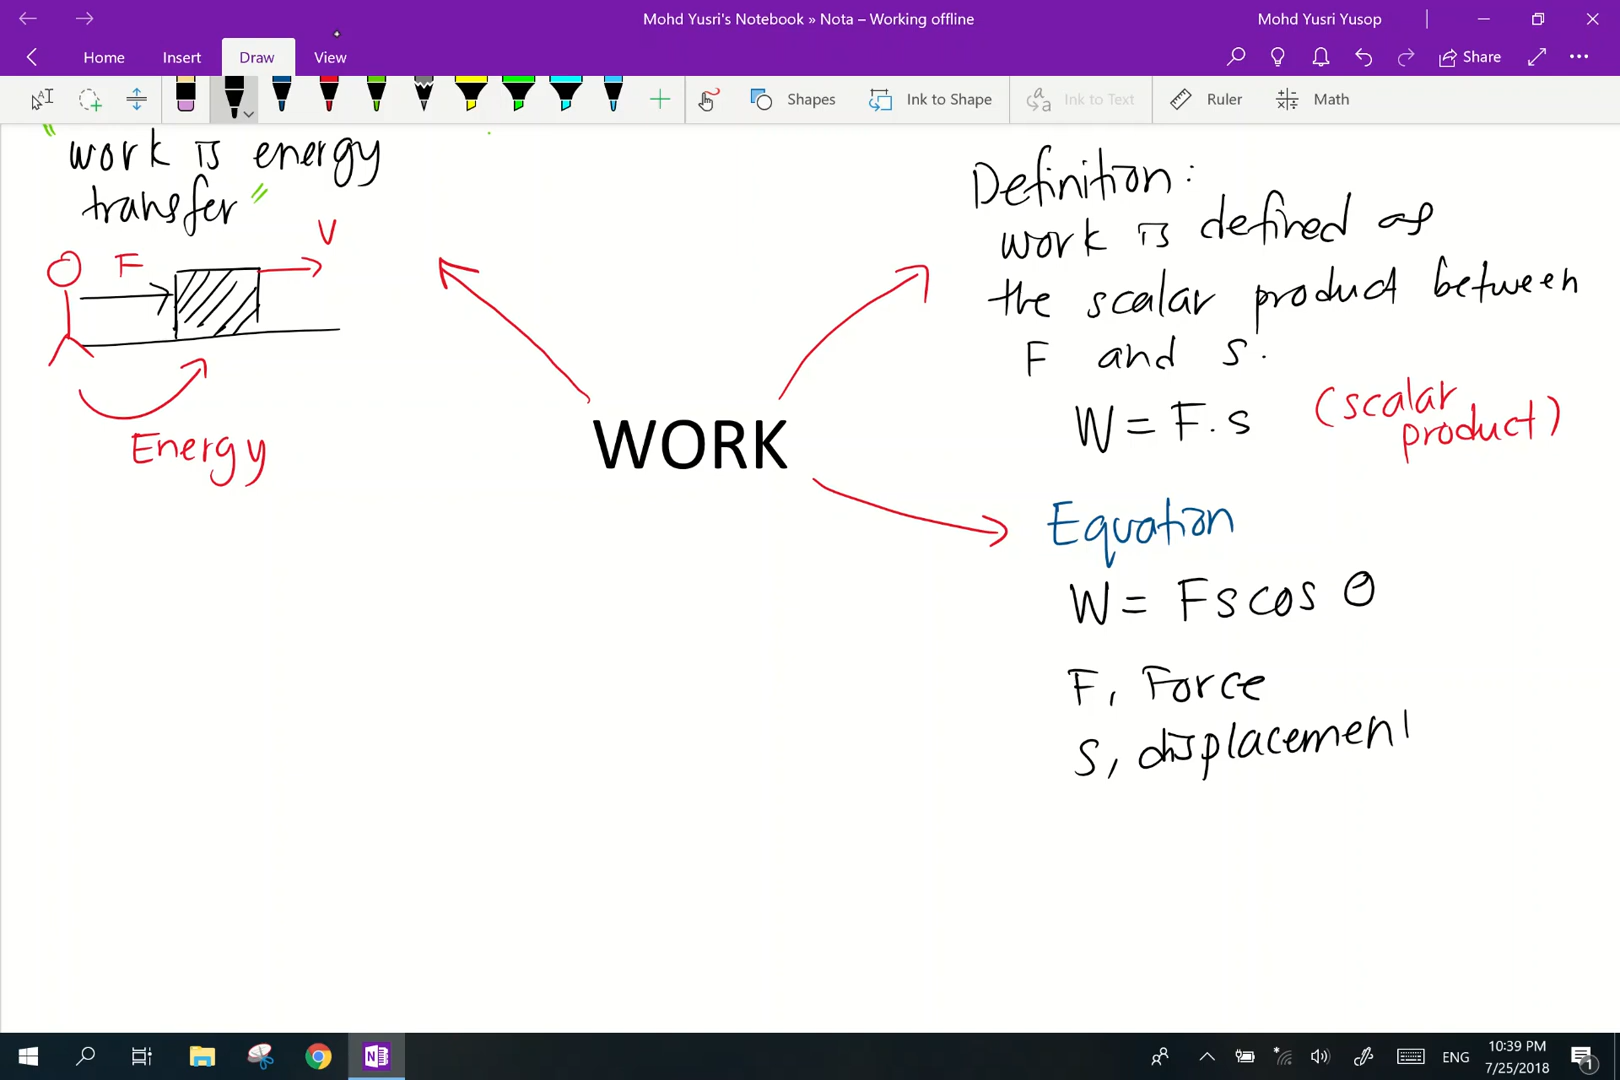 Mohd Yusri's Notebook » Nota – Working offline
Mohd Yusri Yusop
Home
Insert
Draw
View
Share
Shapes
Ink to Shape
Ink to Text
Ruler
Math
"work is energy
transfer"
F
V
Energy
WORK
Definition:
work is defined as
the scalar product between
F and s.
W = F.s
(scalar
product)
Equation
W = Fs cos θ
F, Force
S, displacement
ENG
10:39 PM
7/25/2018
1